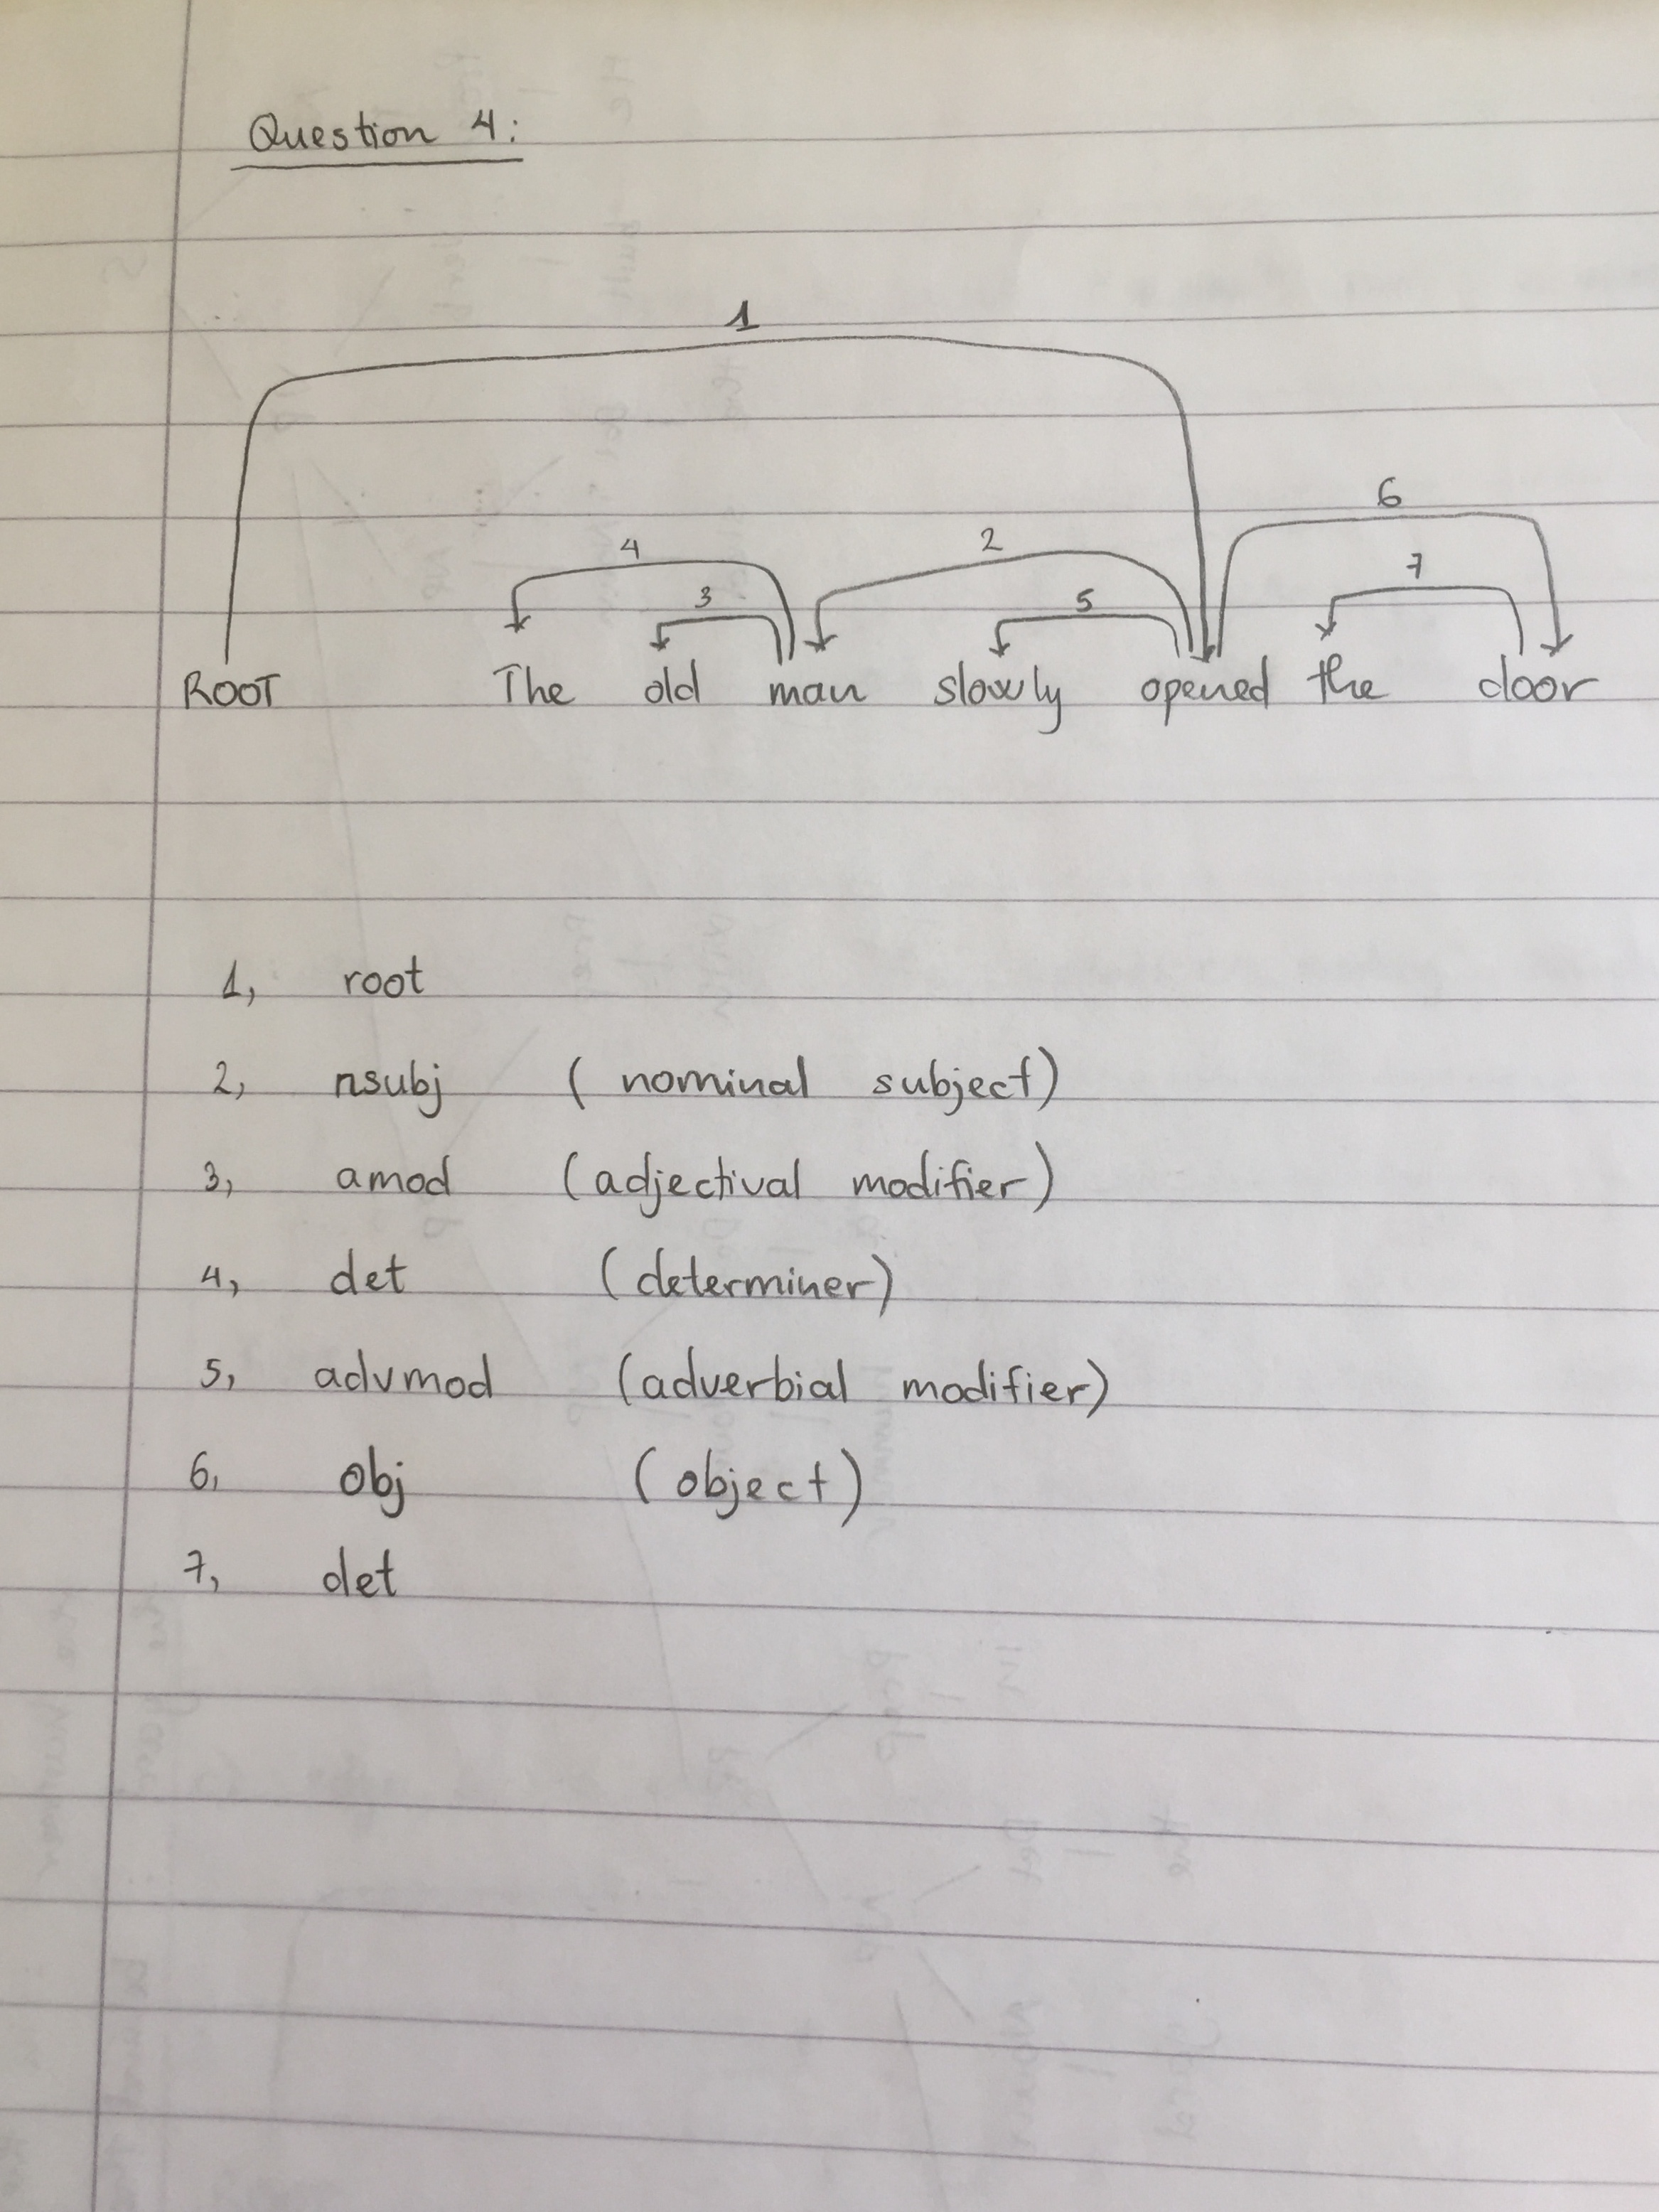 Question 4:
1
6
4 2 7
3 5
ROOT The old man slowly opened the door
1, root
2, nsubj (nominal subject)
3, amod (adjectival modifier)
4, det (determiner)
5, advmod (adverbial modifier)
6, obj (object)
7, det